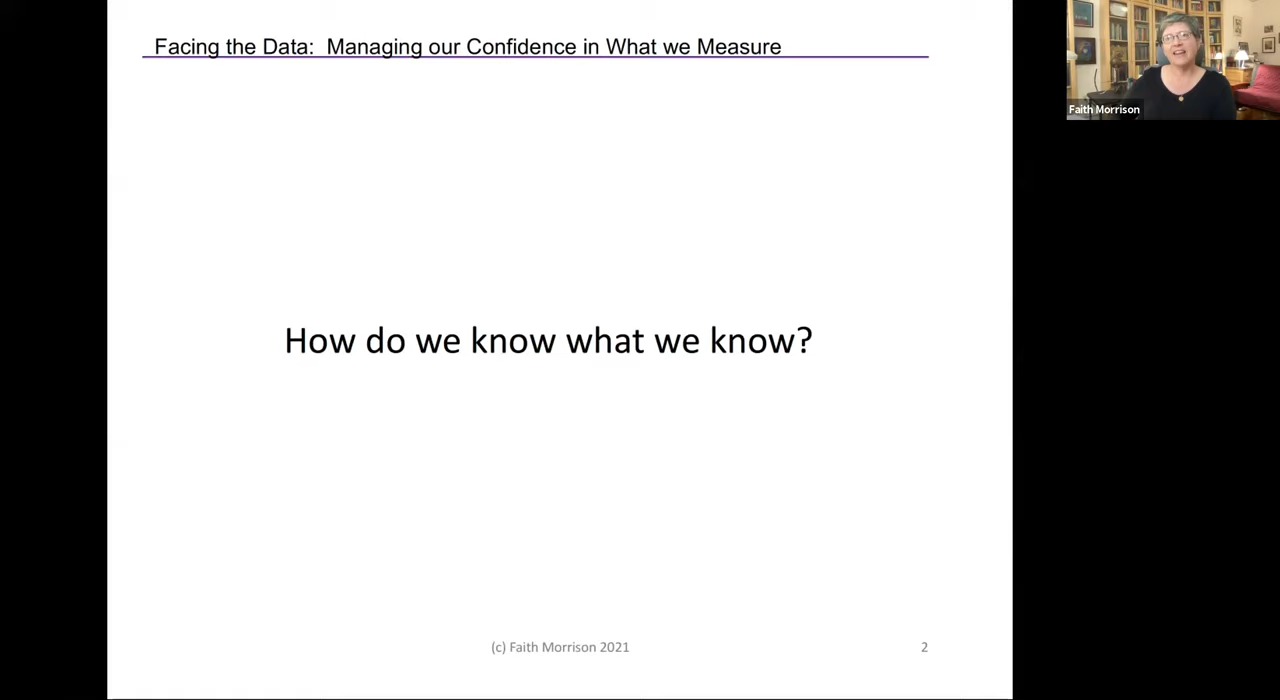 Facing the Data: Managing our Confidence in What we Measure
Faith Morrison
How do we know what we know?
(c) Faith Morrison 2021
2